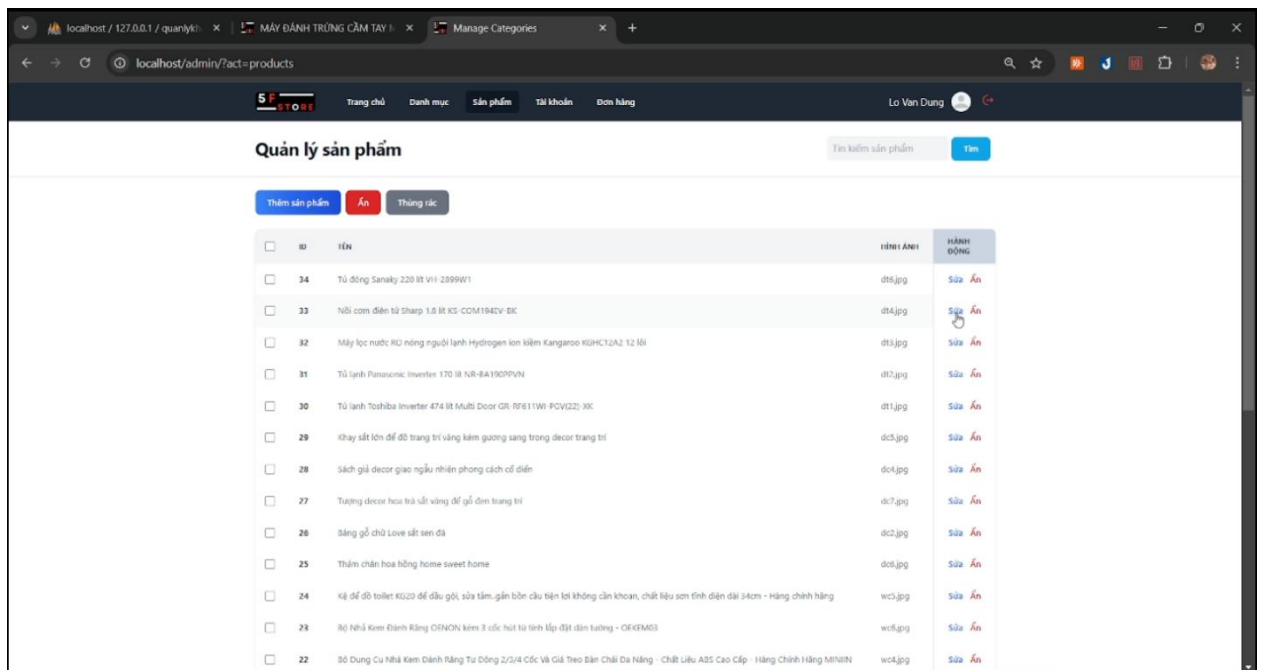 localhost / 127.0.0.1 / quanlykh
MÁY ĐÁNH TRỨNG CẦM TAY
Manage Categories
localhost/admin/?act=products
5F STORE
Trang chủ Danh mục Sản phẩm Tài khoản Đơn hàng
Lo Van Dung
Quản lý sản phẩm
Tìm kiếm sản phẩm
Tìm
Thêm sản phẩm Ẩn Thùng rác
ID TÊN HÌNH ẢNH HÀNH ĐỘNG
34 Tủ đông Sanaky 220 lít VH-2899W1 dt6.jpg Sửa Ẩn
33 Nồi cơm điện tử Sharp 1.8 lít KS-COM194EV-BK dt4.jpg Sửa Ẩn
32 Máy lọc nước RO nóng nguội lạnh Hydrogen ion kiềm Kangaroo KGHC12A2 12 lõi dt3.jpg Sửa Ẩn
31 Tủ lạnh Panasonic Inverter 170 lít NR-BA190PPVN dt2.jpg Sửa Ẩn
30 Tủ lạnh Toshiba Inverter 474 lít Multi Door GR-RF611WI-PGV(22)-XK dt1.jpg Sửa Ẩn
29 Khay sắt lớn để đồ trang trí vàng kèm gương sang trong decor trang trí dc5.jpg Sửa Ẩn
28 Sách giả decor giao ngẫu nhiên phong cách cổ điển dc4.jpg Sửa Ẩn
27 Tượng decor hoa trà sắt vàng đế gỗ đen trang trí dc7.jpg Sửa Ẩn
26 Bảng gỗ chữ Love sắt sen đá dc2.jpg Sửa Ẩn
25 Thảm chân hoa hồng home sweet home dc6.jpg Sửa Ẩn
24 Kệ để đồ toilet KG20 để dầu gội, sữa tắm..gắn bồn cầu tiện lợi không cần khoan, chất liệu sơn tĩnh điện dài 34cm - Hàng chính hãng wc5.jpg Sửa Ẩn
23 Bộ Nhả Kem Đánh Răng OENON kèm 3 cốc hút từ tính lắp đặt dán tường - OEKEM03 wc6.jpg Sửa Ẩn
22 Bộ Dụng Cụ Nhả Kem Đánh Răng Tự Động 2/3/4 Cốc Và Giá Treo Bàn Chải Đa Năng - Chất Liệu ABS Cao Cấp - Hàng Chính Hãng MINIIN wc4.jpg Sửa Ẩn